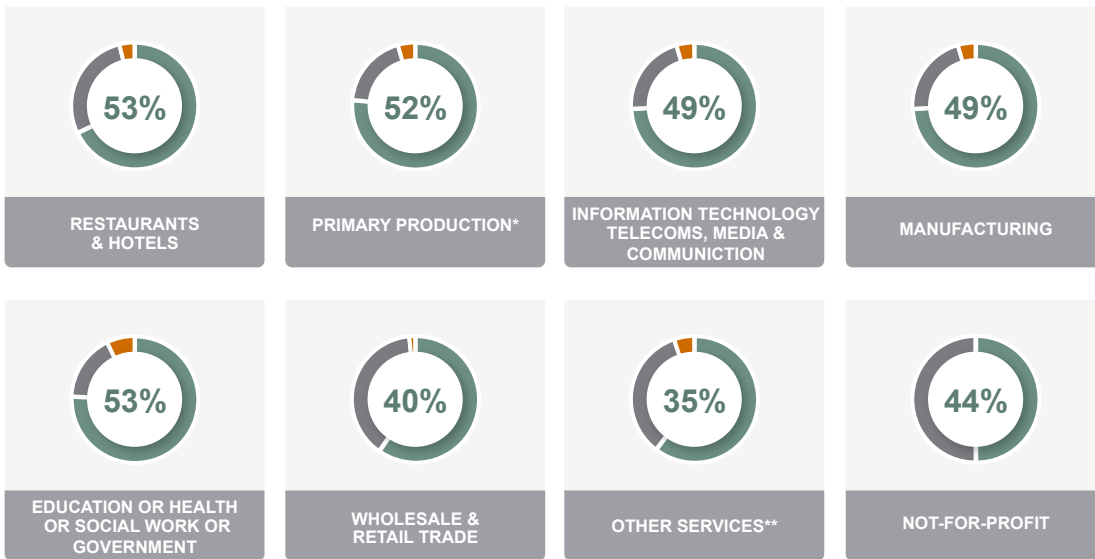 53%
52%
49%
49%
RESTAURANTS
& HOTELS
PRIMARY PRODUCTION*
INFORMATION TECHNOLOGY
TELECOMS, MEDIA &
COMMUNICTION
MANUFACTURING
53%
40%
35%
44%
EDUCATION OR HEALTH
OR SOCIAL WORK OR
GOVERNMENT
WHOLESALE &
RETAIL TRADE
OTHER SERVICES**
NOT-FOR-PROFIT